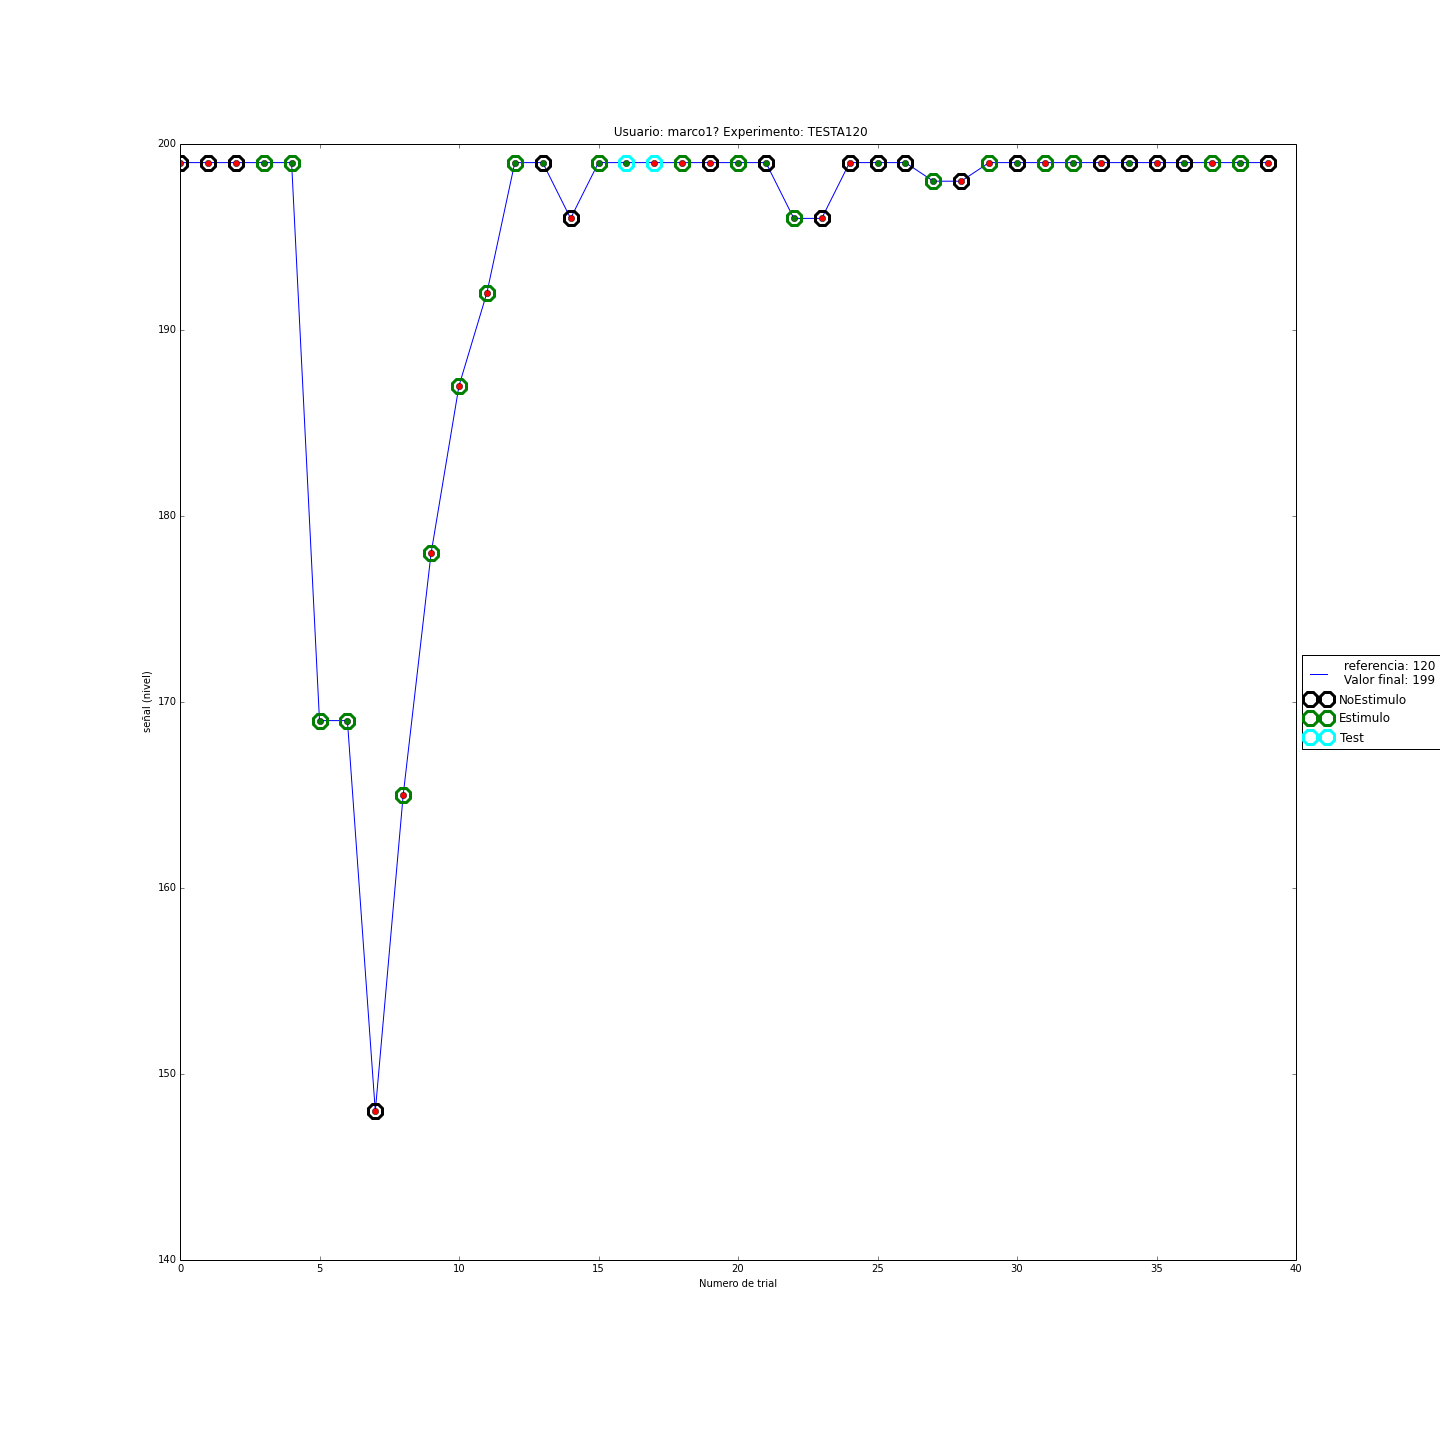 Usuario: marco1? Experimento: TESTA120
200
190
180
170
160
150
140
señal (nivel)
0 5 10 15 20 25 30 35 40
Numero de trial
referencia: 120
Valor final: 199
NoEstimulo
Estimulo
Test